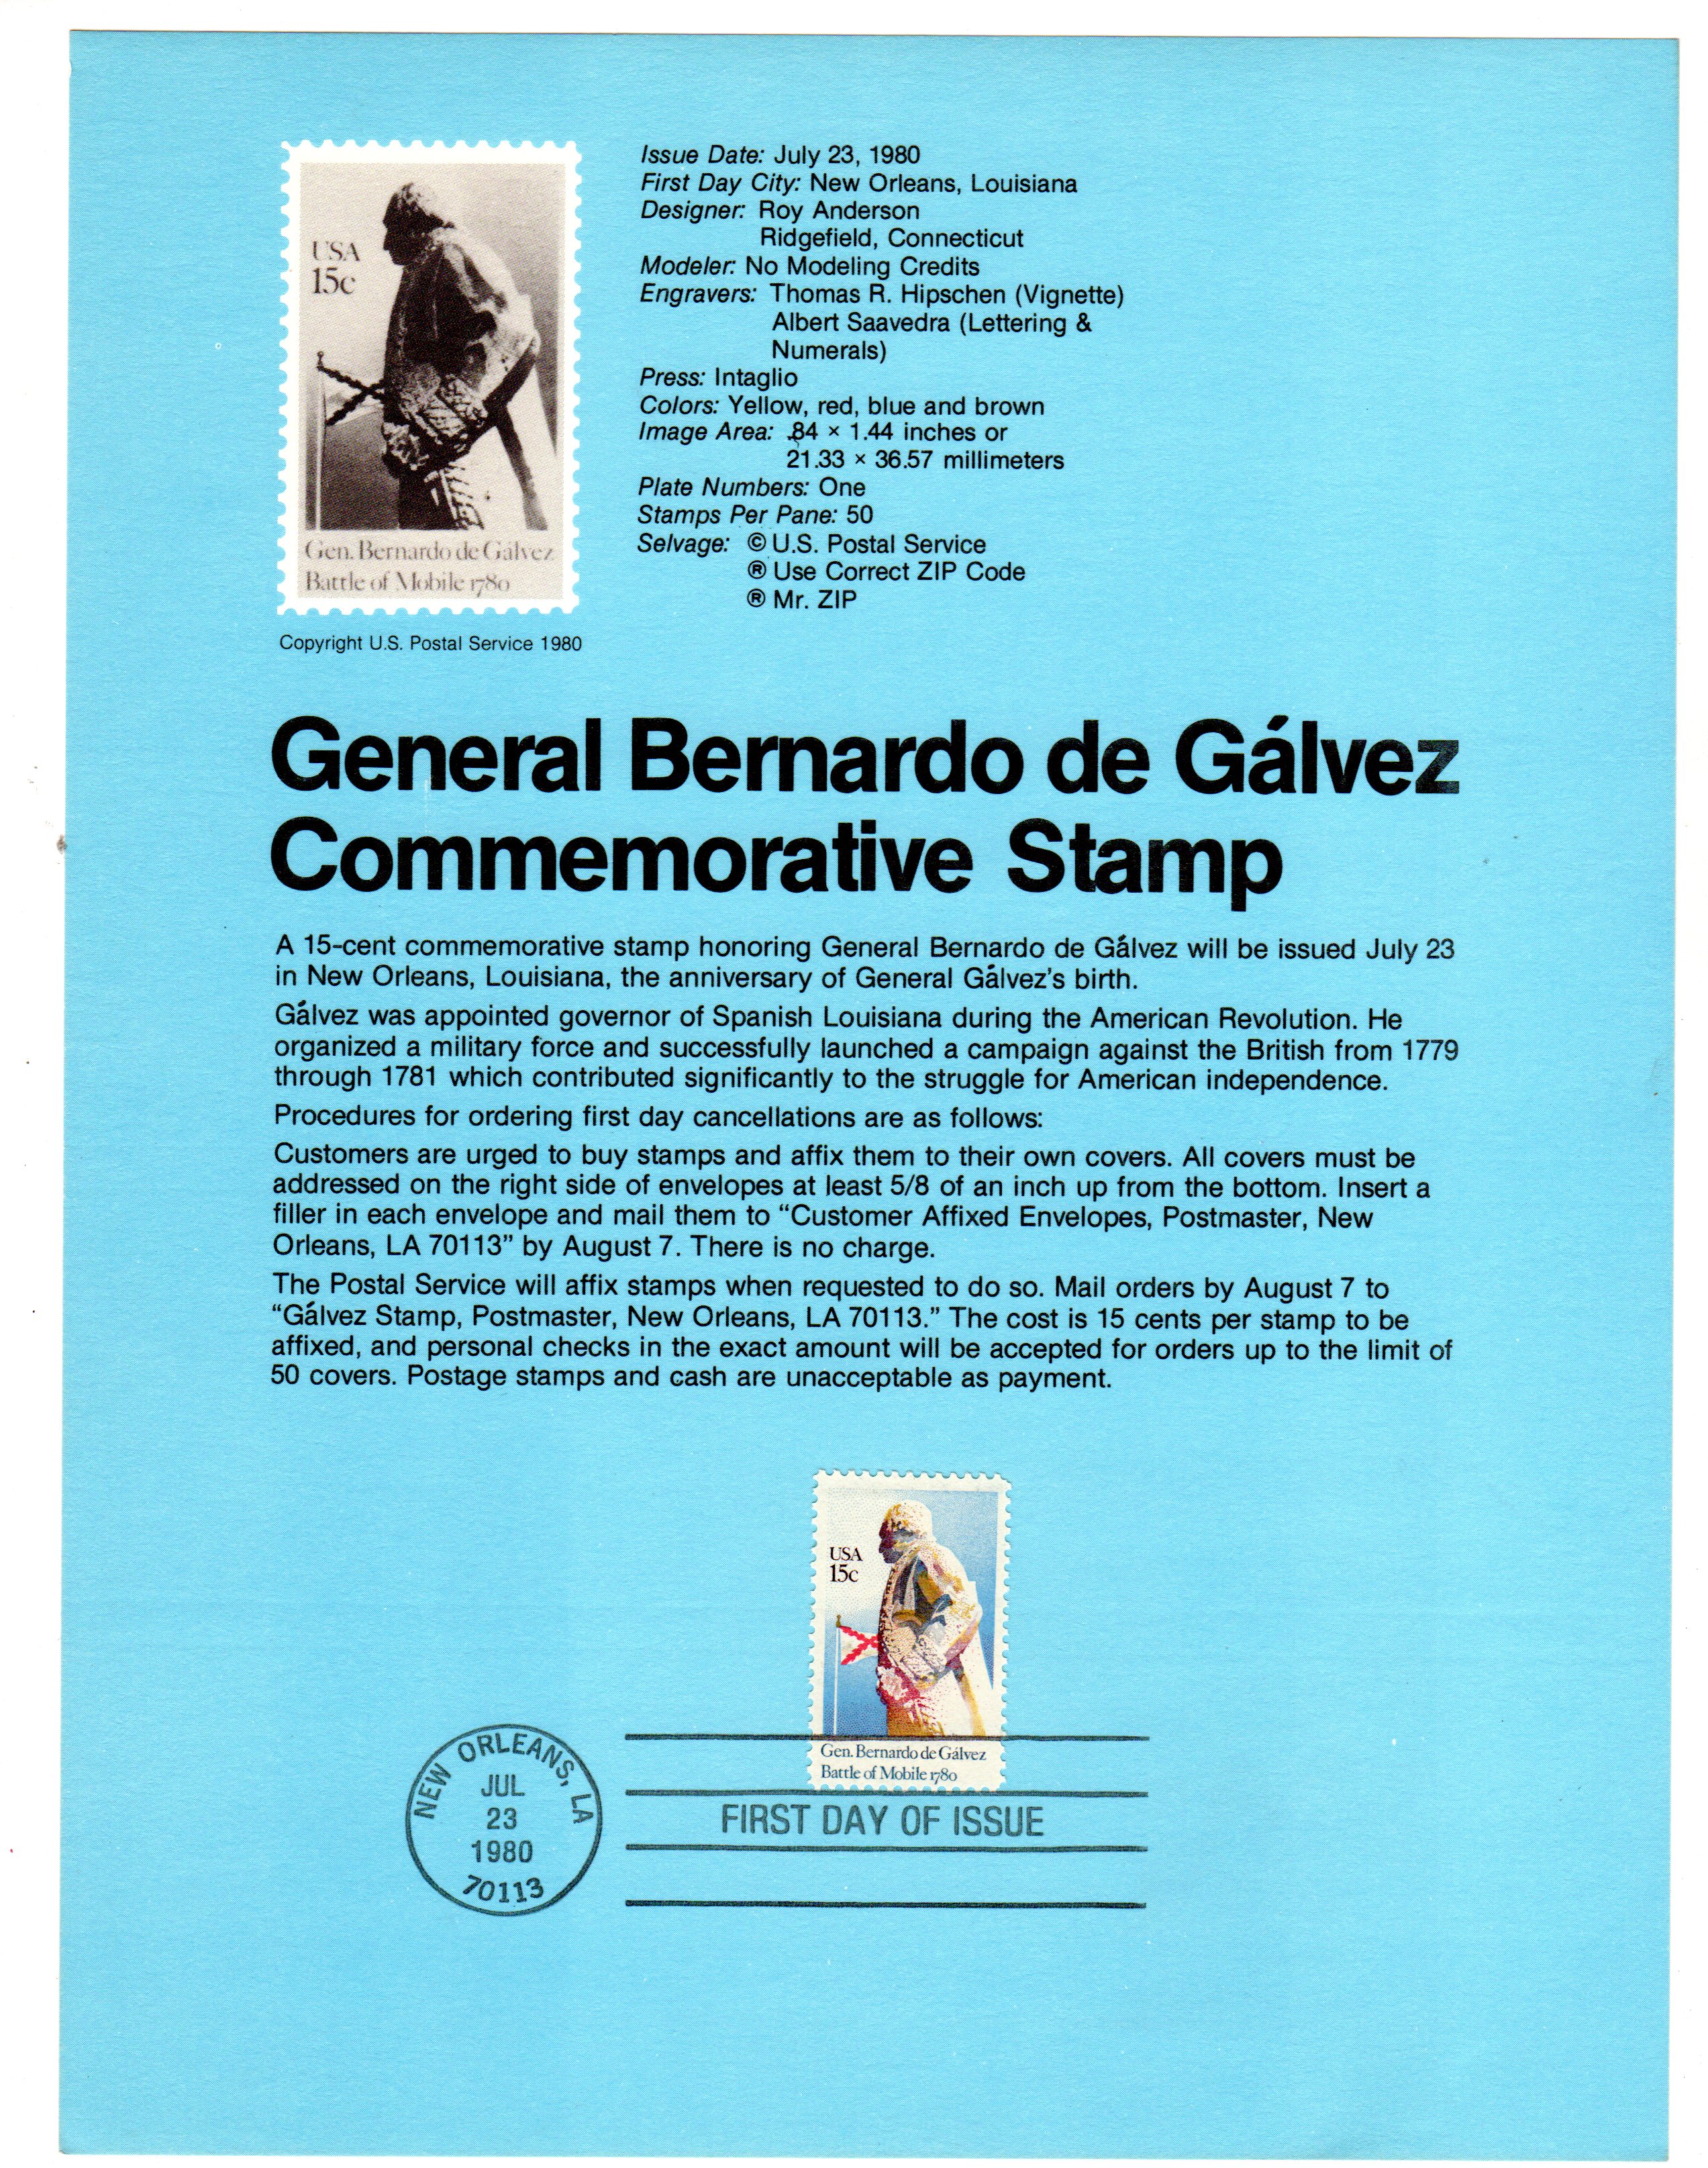 USA
15c
Gen. Bernardo de Gálvez
Battle of Mobile 1780
Copyright U.S. Postal Service 1980
Issue Date: July 23, 1980
First Day City: New Orleans, Louisiana
Designer: Roy Anderson
Ridgefield, Connecticut
Modeler: No Modeling Credits
Engravers: Thomas R. Hipschen (Vignette)
Albert Saavedra (Lettering &
Numerals)
Press: Intaglio
Colors: Yellow, red, blue and brown
Image Area: .84 × 1.44 inches or
21.33 × 36.57 millimeters
Plate Numbers: One
Stamps Per Pane: 50
Selvage: © U.S. Postal Service
® Use Correct ZIP Code
® Mr. ZIP
General Bernardo de Gálvez
Commemorative Stamp
A 15-cent commemorative stamp honoring General Bernardo de Gálvez will be issued July 23
in New Orleans, Louisiana, the anniversary of General Gálvez's birth.
Gálvez was appointed governor of Spanish Louisiana during the American Revolution. He
organized a military force and successfully launched a campaign against the British from 1779
through 1781 which contributed significantly to the struggle for American independence.
Procedures for ordering first day cancellations are as follows:
Customers are urged to buy stamps and affix them to their own covers. All covers must be
addressed on the right side of envelopes at least 5/8 of an inch up from the bottom. Insert a
filler in each envelope and mail them to “Customer Affixed Envelopes, Postmaster, New
Orleans, LA 70113” by August 7. There is no charge.
The Postal Service will affix stamps when requested to do so. Mail orders by August 7 to
“Gálvez Stamp, Postmaster, New Orleans, LA 70113.” The cost is 15 cents per stamp to be
affixed, and personal checks in the exact amount will be accepted for orders up to the limit of
50 covers. Postage stamps and cash are unacceptable as payment.
USA
15c
Gen. Bernardo de Gálvez
Battle of Mobile 1780
NEW ORLEANS, LA
JUL
23
1980
70113
FIRST DAY OF ISSUE